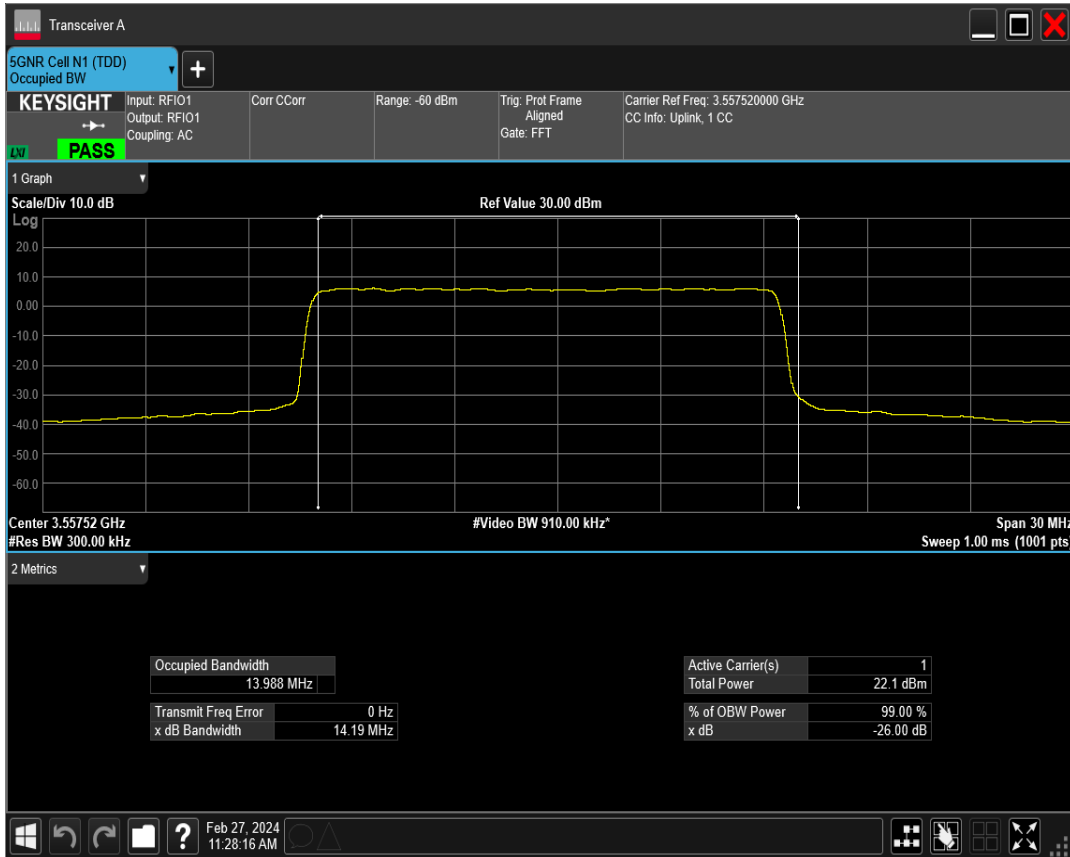 Transceiver A
5GNR Cell N1 (TDD)
Occupied BW
KEYSIGHT
LXI
PASS
Input: RFIO1
Output: RFIO1
Coupling: AC
Corr CCorr
Range: -60 dBm
Trig: Prot Frame
Aligned
Gate: FFT
Carrier Ref Freq: 3.557520000 GHz
CC Info: Uplink, 1 CC
1 Graph
Scale/Div 10.0 dB
Ref Value 30.00 dBm
Log
20.0
10.0
0.00
-10.0
-20.0
-30.0
-40.0
-50.0
-60.0
Center 3.55752 GHz
#Video BW 910.00 kHz*
Span 30 MHz
#Res BW 300.00 kHz
Sweep 1.00 ms (1001 pts)
2 Metrics
Occupied Bandwidth
13.988 MHz
Transmit Freq Error 0 Hz
x dB Bandwidth 14.19 MHz
Active Carrier(s) 1
Total Power 22.1 dBm
% of OBW Power 99.00 %
x dB -26.00 dB
Feb 27, 2024
11:28:16 AM